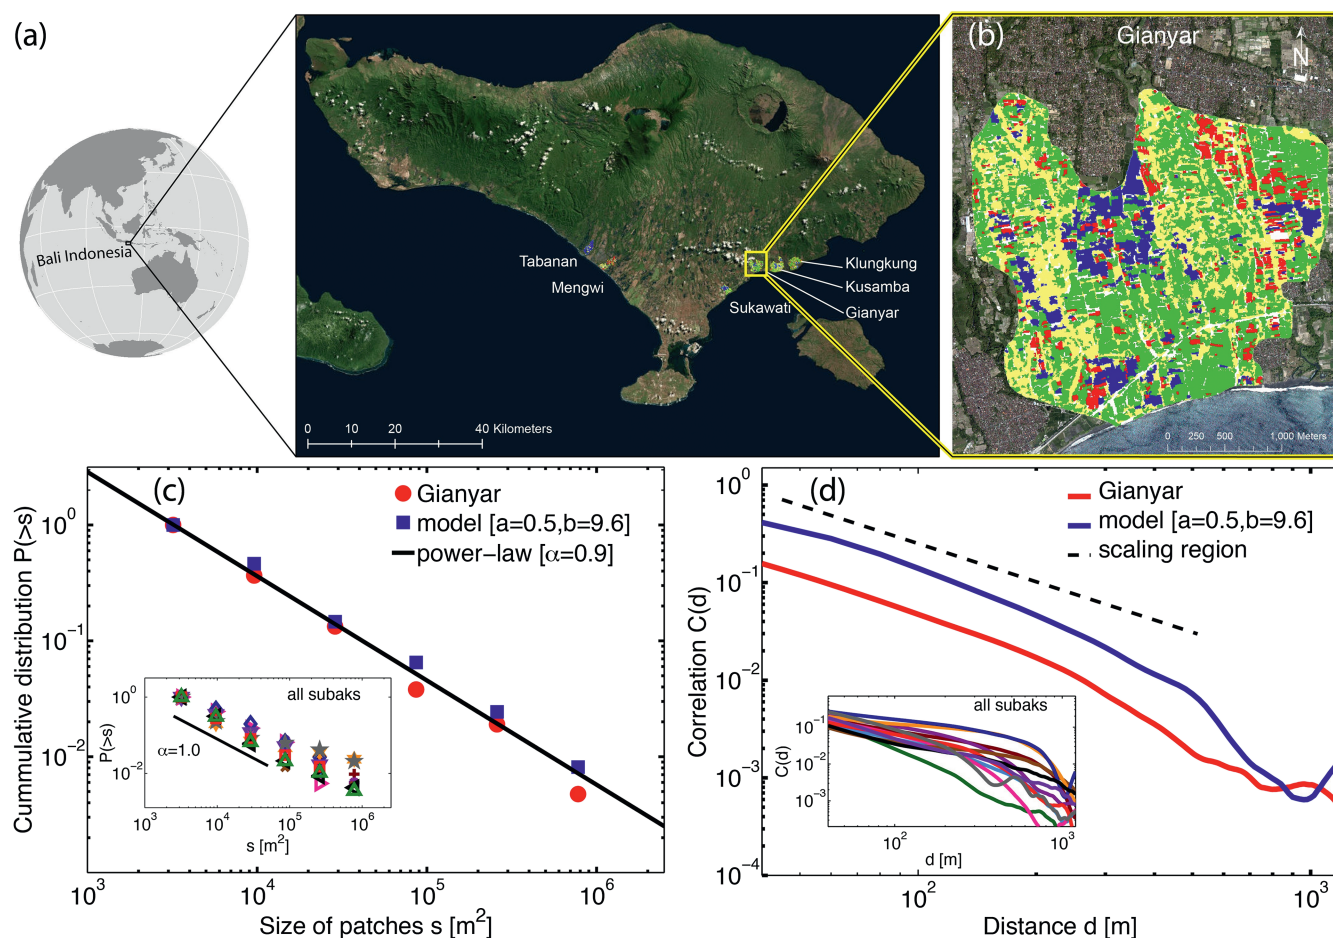 (a)
Bali Indonesia
Tabanan
Mengwi
Sukawati
Klungkung
Kusamba
Gianyar
0 10 20 40 Kilometers
(b)
Gianyar
N
0 250 500 1,000 Meters
(c)
Gianyar
model [a=0.5,b=9.6]
power-law [α=0.9]
Cummulative distribution P(>s)
10^0
10^-1
10^-2
10^3 10^4 10^5 10^6
Size of patches s [m^2]
all subaks
P(>s)
10^0
10^-2
α=1.0
10^3 10^4 10^5 10^6
s [m^2]
(d)
Gianyar
model [a=0.5,b=9.6]
scaling region
Correlation C(d)
10^0
10^-1
10^-2
10^-3
10^-4
10^2 10^3
Distance d [m]
all subaks
C(d)
10^-1
10^-2
10^-3
10^2 10^3
d [m]